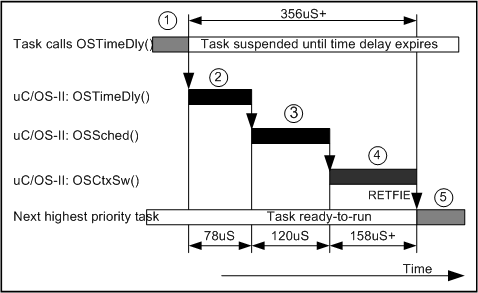 356uS+
1
Task calls OSTimeDly()
Task suspended until time delay expires
2
uC/OS-II: OSTimeDly()
3
uC/OS-II: OSSched()
4
uC/OS-II: OSCtxSw()
RETFIE
5
Next highest priority task
Task ready-to-run
78uS
120uS
158uS+
Time